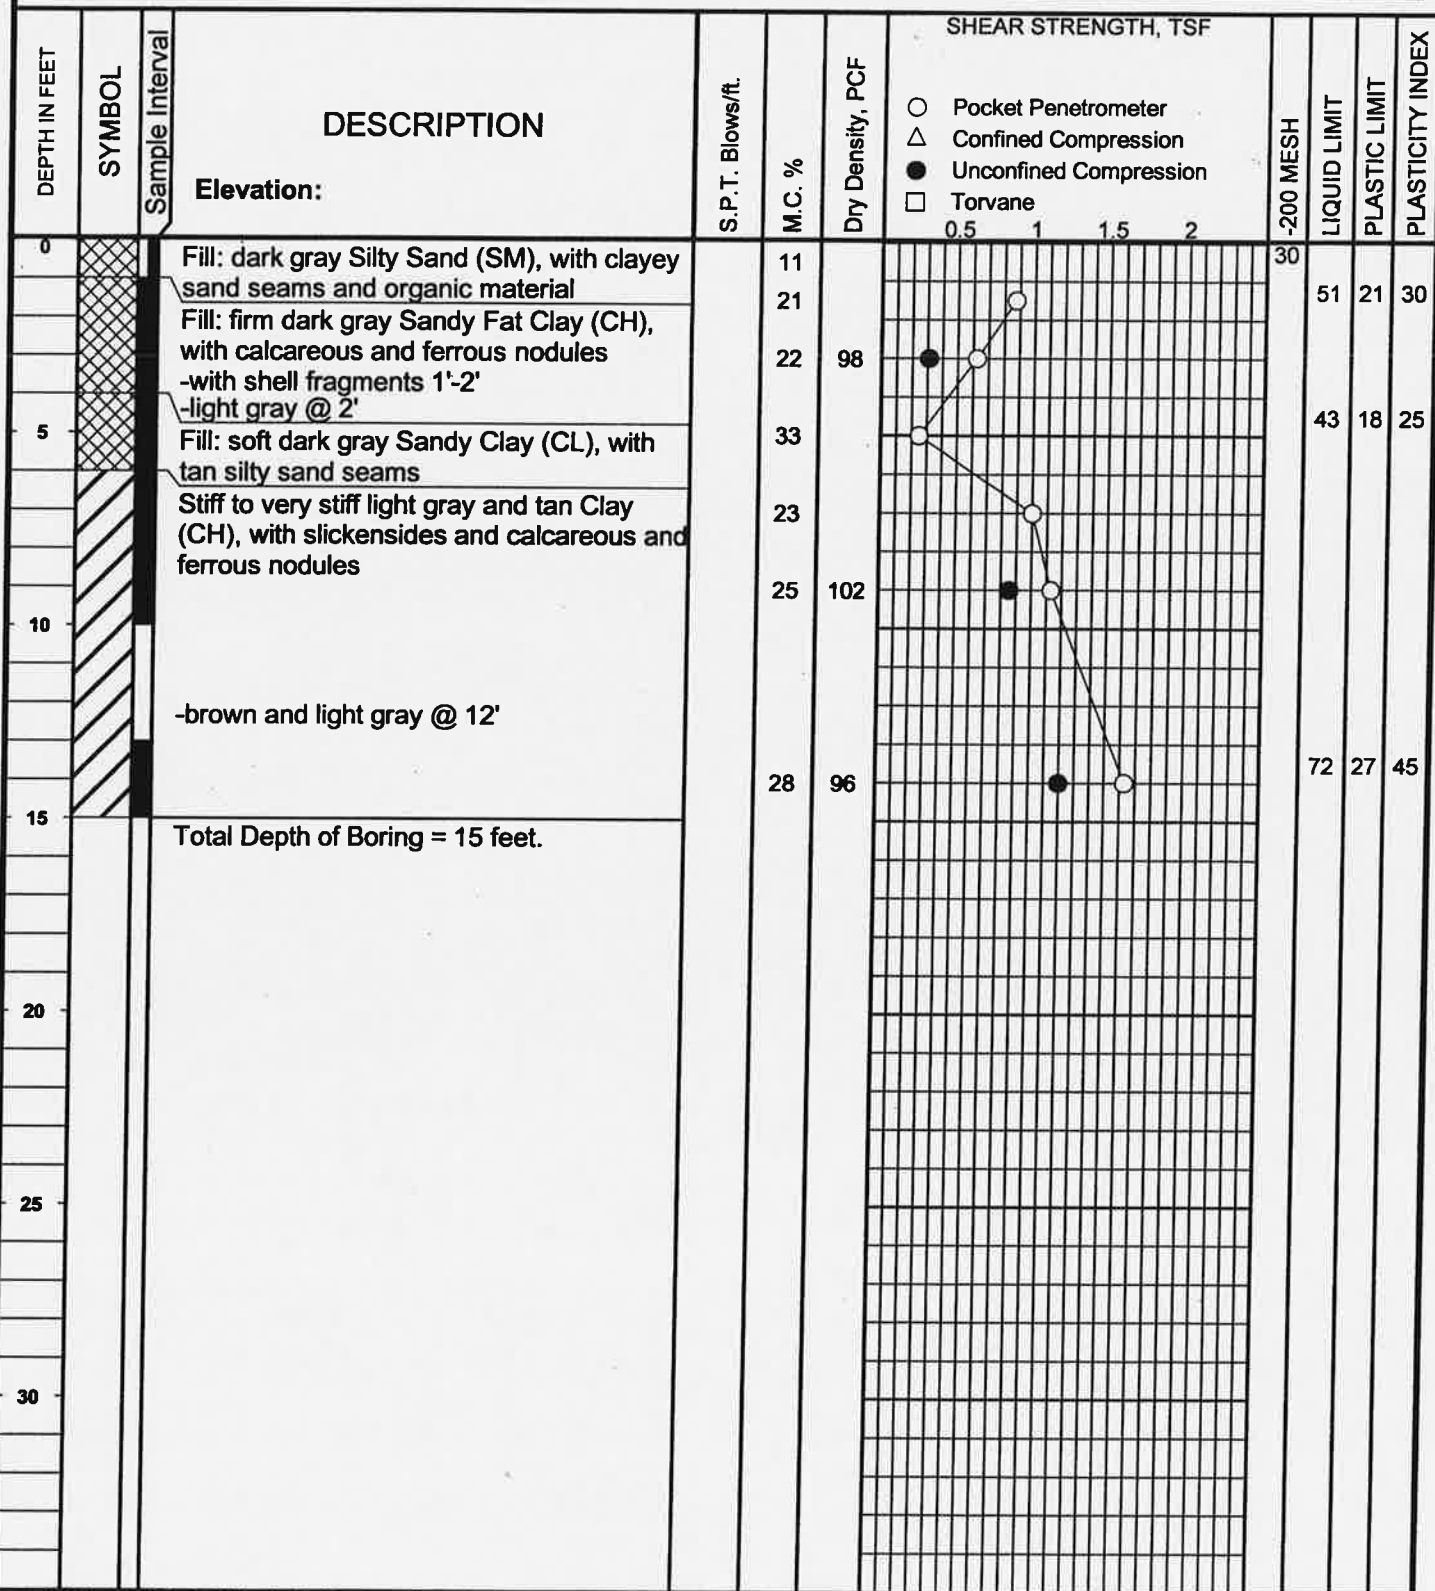 SHEAR STRENGTH, TSF
DEPTH IN FEET
SYMBOL
Sample Interval
DESCRIPTION
Elevation:
S.P.T. Blows/ft.
M.C. %
Dry Density, PCF
Pocket Penetrometer
Confined Compression
Unconfined Compression
Torvane
0.5 1 1.5 2
-200 MESH
LIQUID LIMIT
PLASTIC LIMIT
PLASTICITY INDEX
0
Fill: dark gray Silty Sand (SM), with clayey
sand seams and organic material
11
30
21
51 21 30
Fill: firm dark gray Sandy Fat Clay (CH),
with calcareous and ferrous nodules
22 98
-with shell fragments 1'-2'
-light gray @ 2'
43 18 25
5
Fill: soft dark gray Sandy Clay (CL), with
tan silty sand seams
33
Stiff to very stiff light gray and tan Clay
(CH), with slickensides and calcareous and
ferrous nodules
23
25 102
10
-brown and light gray @ 12'
72 27 45
28 96
15
Total Depth of Boring = 15 feet.
20
25
30